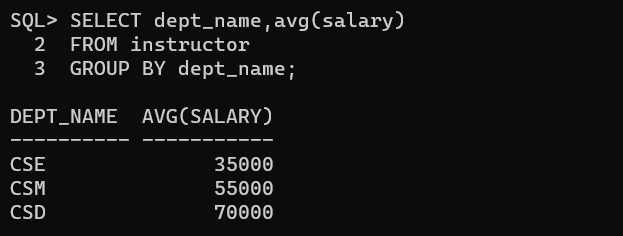 SQL> SELECT dept_name,avg(salary)
  2  FROM instructor
  3  GROUP BY dept_name;

DEPT_NAME  AVG(SALARY)
---------- -----------
CSE              35000
CSM              55000
CSD              70000